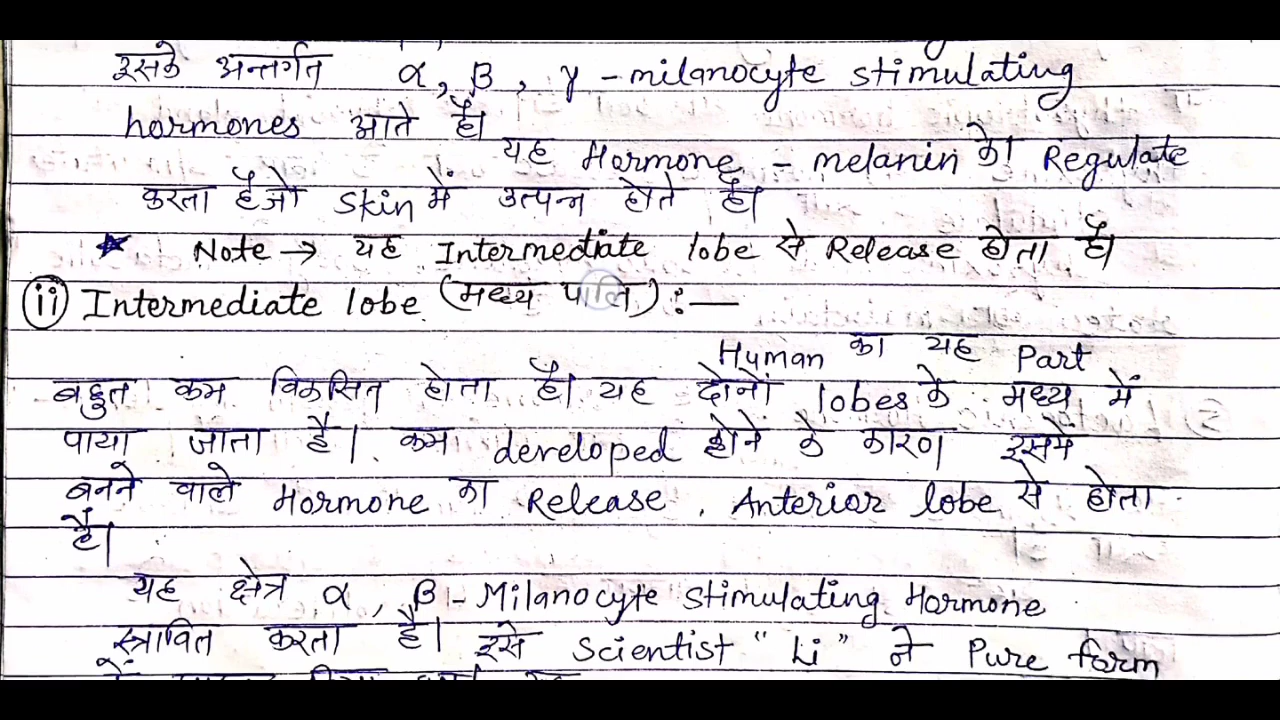 इसके अन्तर्गत α, β, γ - milanocyte stimulating
hormones आते है।
यह Hormone - melanin को Regulate
करता है जो Skin में उत्पन्न होते है।
★ Note → यह Intermediate lobe से Release होता है।
(ii) Intermediate lobe (मध्य पालि) :—
Human का यह Part
बहुत कम विकसित होता है। यह दोनों lobes के मध्य में
पाया जाता है। कम developed होने के कारण इसमे
बनने वाले Hormone का Release, Anterior lobe से होता
है।
यह क्षेत्र α, β - Milanocyte stimulating Hormone
स्त्रावित करता है। इसे Scientist "Li" ने Pure form